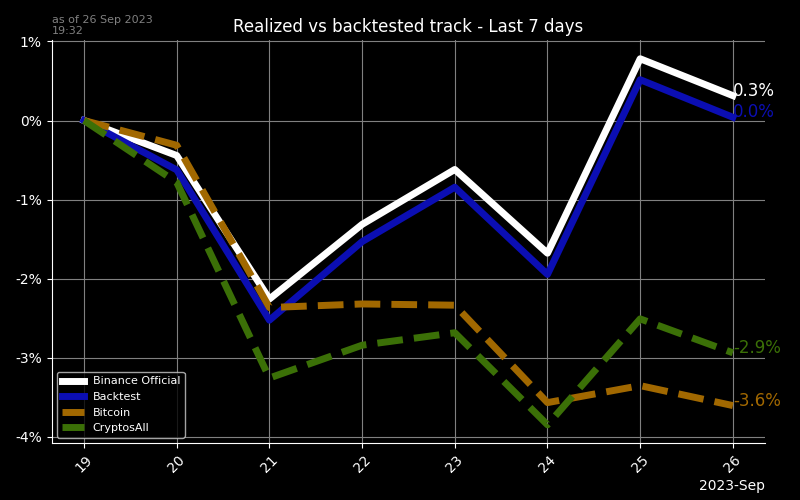 as of 26 Sep 2023
19:32
Realized vs backtested track - Last 7 days
1%
0%
-1%
-2%
-3%
-4%
0.3%
0.0%
-2.9%
-3.6%
Binance Official
Backtest
Bitcoin
CryptosAll
19
20
21
22
23
24
25
26
2023-Sep